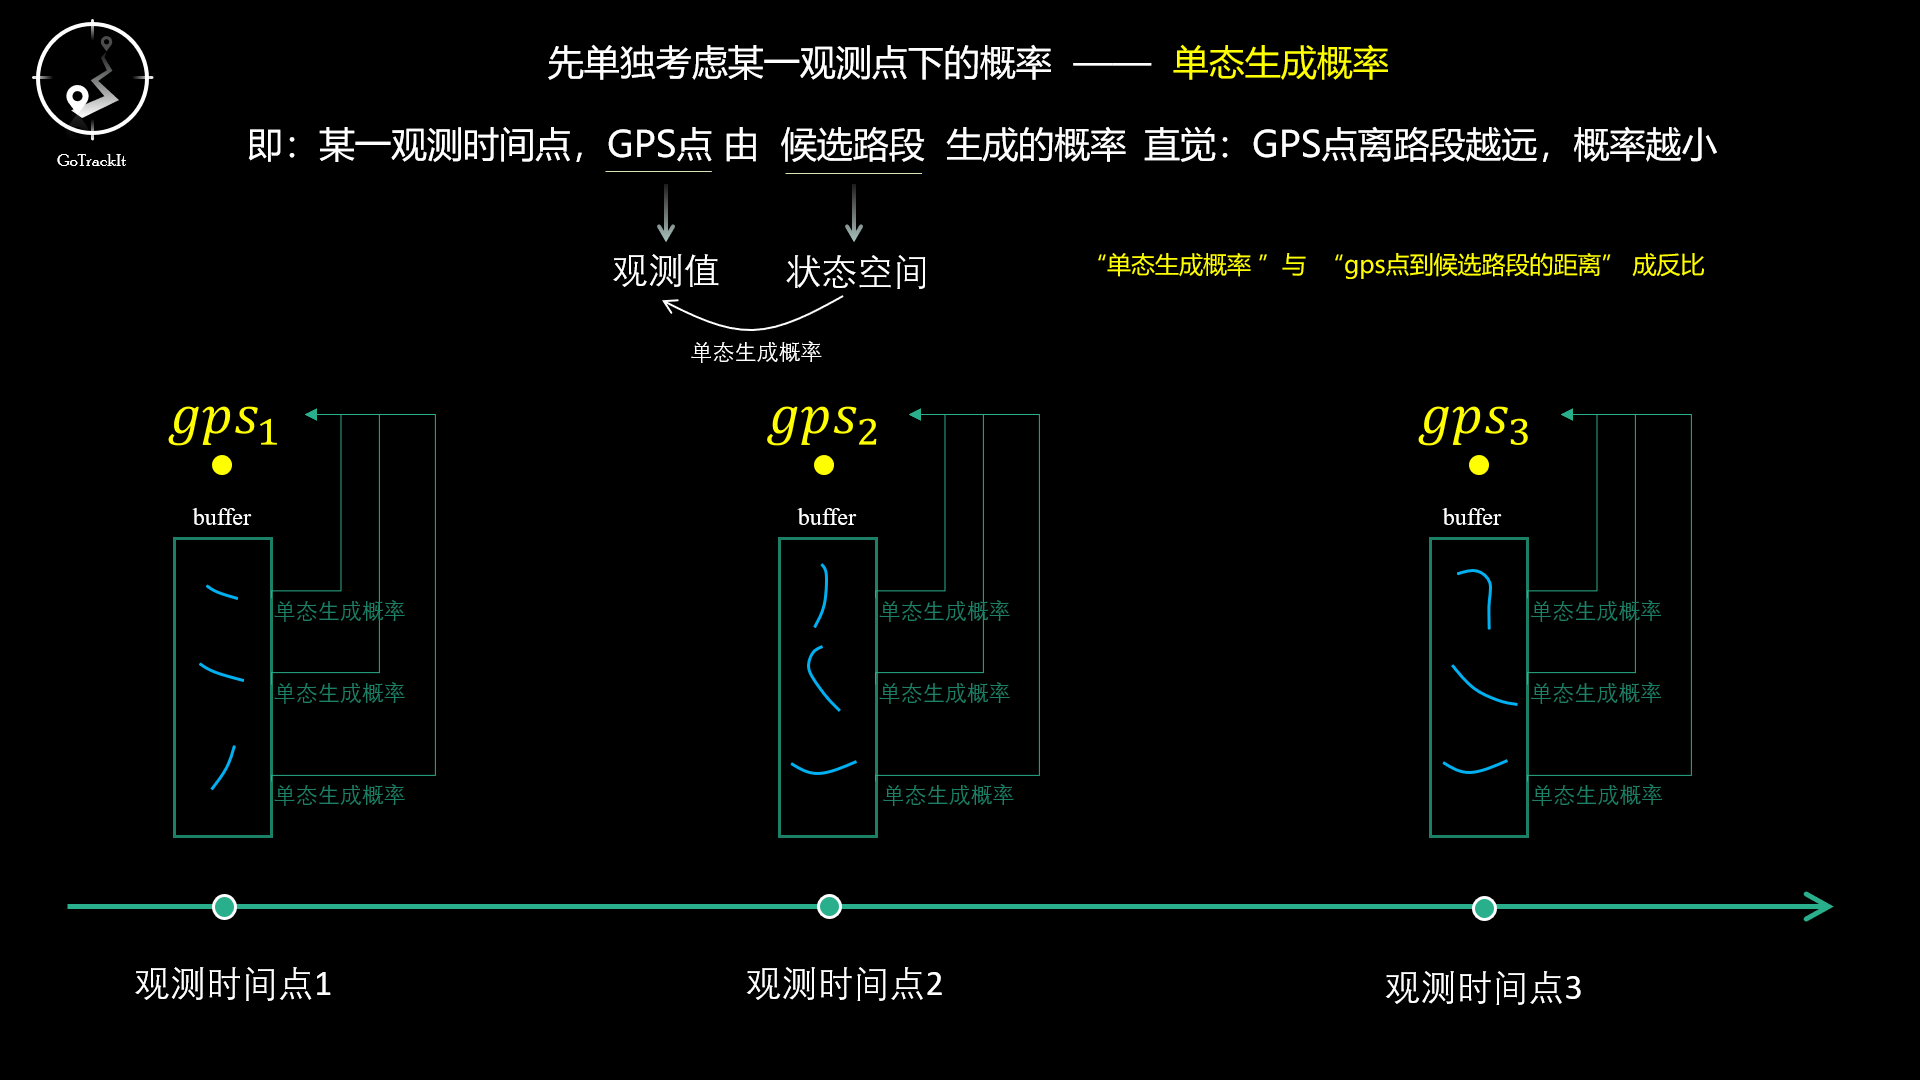 先单独考虑某一观测点下的概率 —— 单态生成概率
GoTrackIt
即：某一观测时间点，GPS点 由 候选路段 生成的概率 直觉：GPS点离路段越远，概率越小
观测值 状态空间
“单态生成概率 ”与 “gps点到候选路段的距离” 成反比
单态生成概率
gps₁
buffer
单态生成概率
单态生成概率
单态生成概率
观测时间点1
gps₂
buffer
单态生成概率
单态生成概率
单态生成概率
观测时间点2
gps₃
buffer
单态生成概率
单态生成概率
单态生成概率
观测时间点3